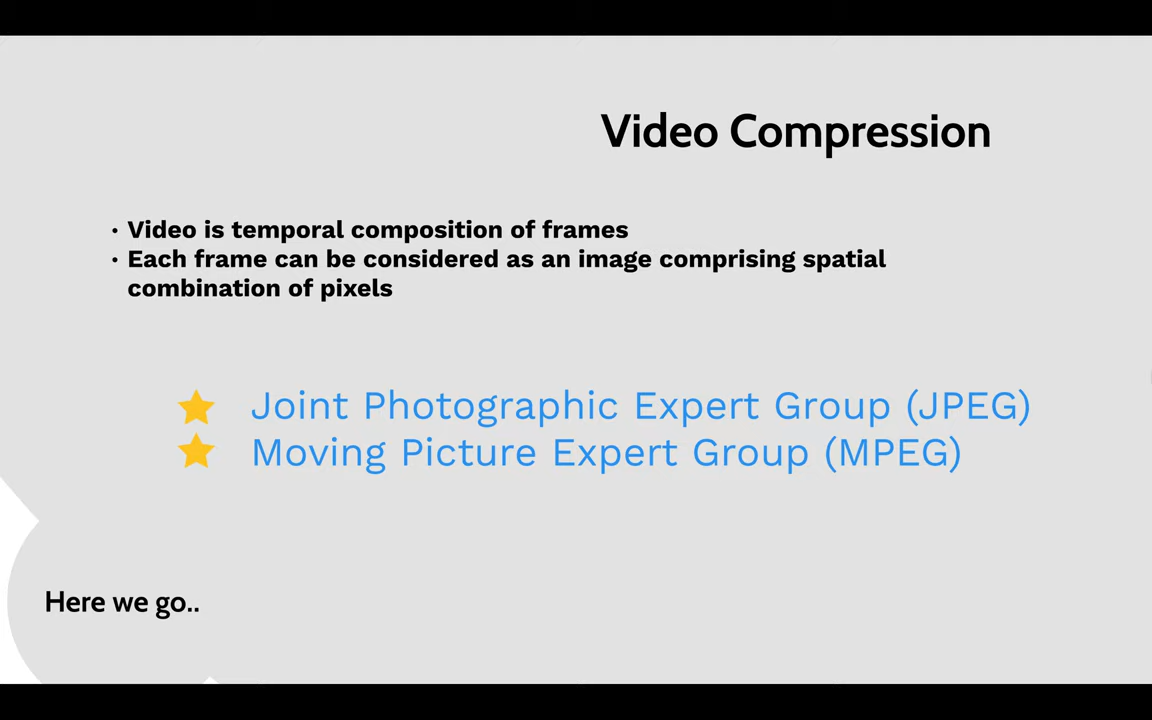 Video Compression
• Video is temporal composition of frames
• Each frame can be considered as an image comprising spatial
combination of pixels
Joint Photographic Expert Group (JPEG)
Moving Picture Expert Group (MPEG)
Here we go..